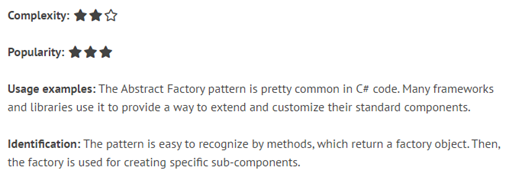 Complexity: ★★☆
Popularity: ★★★
Usage examples: The Abstract Factory pattern is pretty common in C# code. Many frameworks
and libraries use it to provide a way to extend and customize their standard components.
Identification: The pattern is easy to recognize by methods, which return a factory object. Then,
the factory is used for creating specific sub-components.